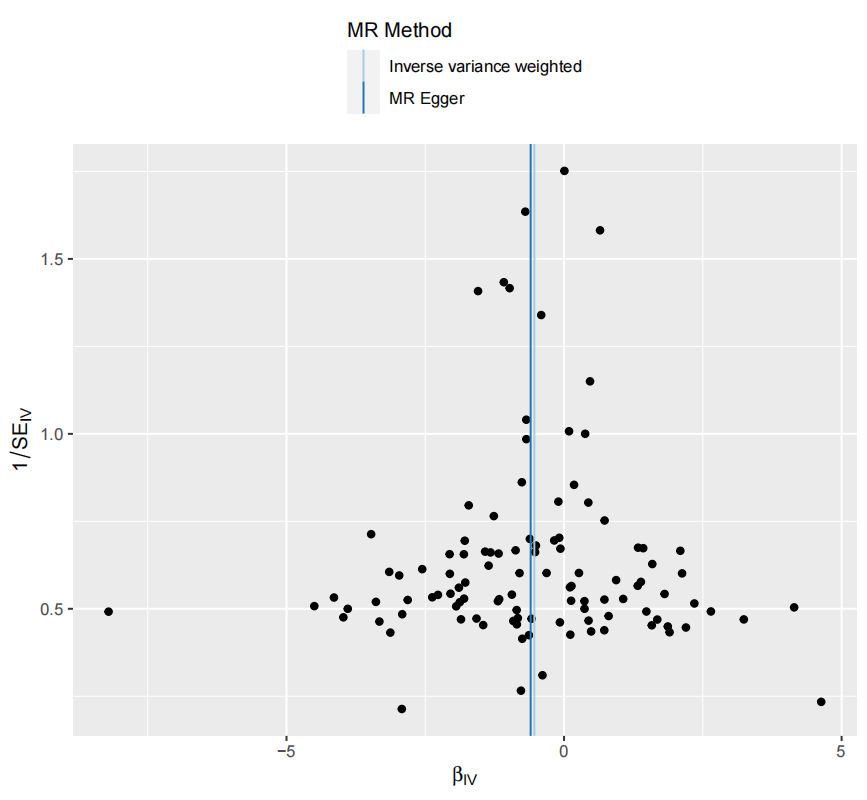 MR Method
Inverse variance weighted
MR Egger
1.5
1.0
0.5
1/SE_IV
−5
0
5
β_IV